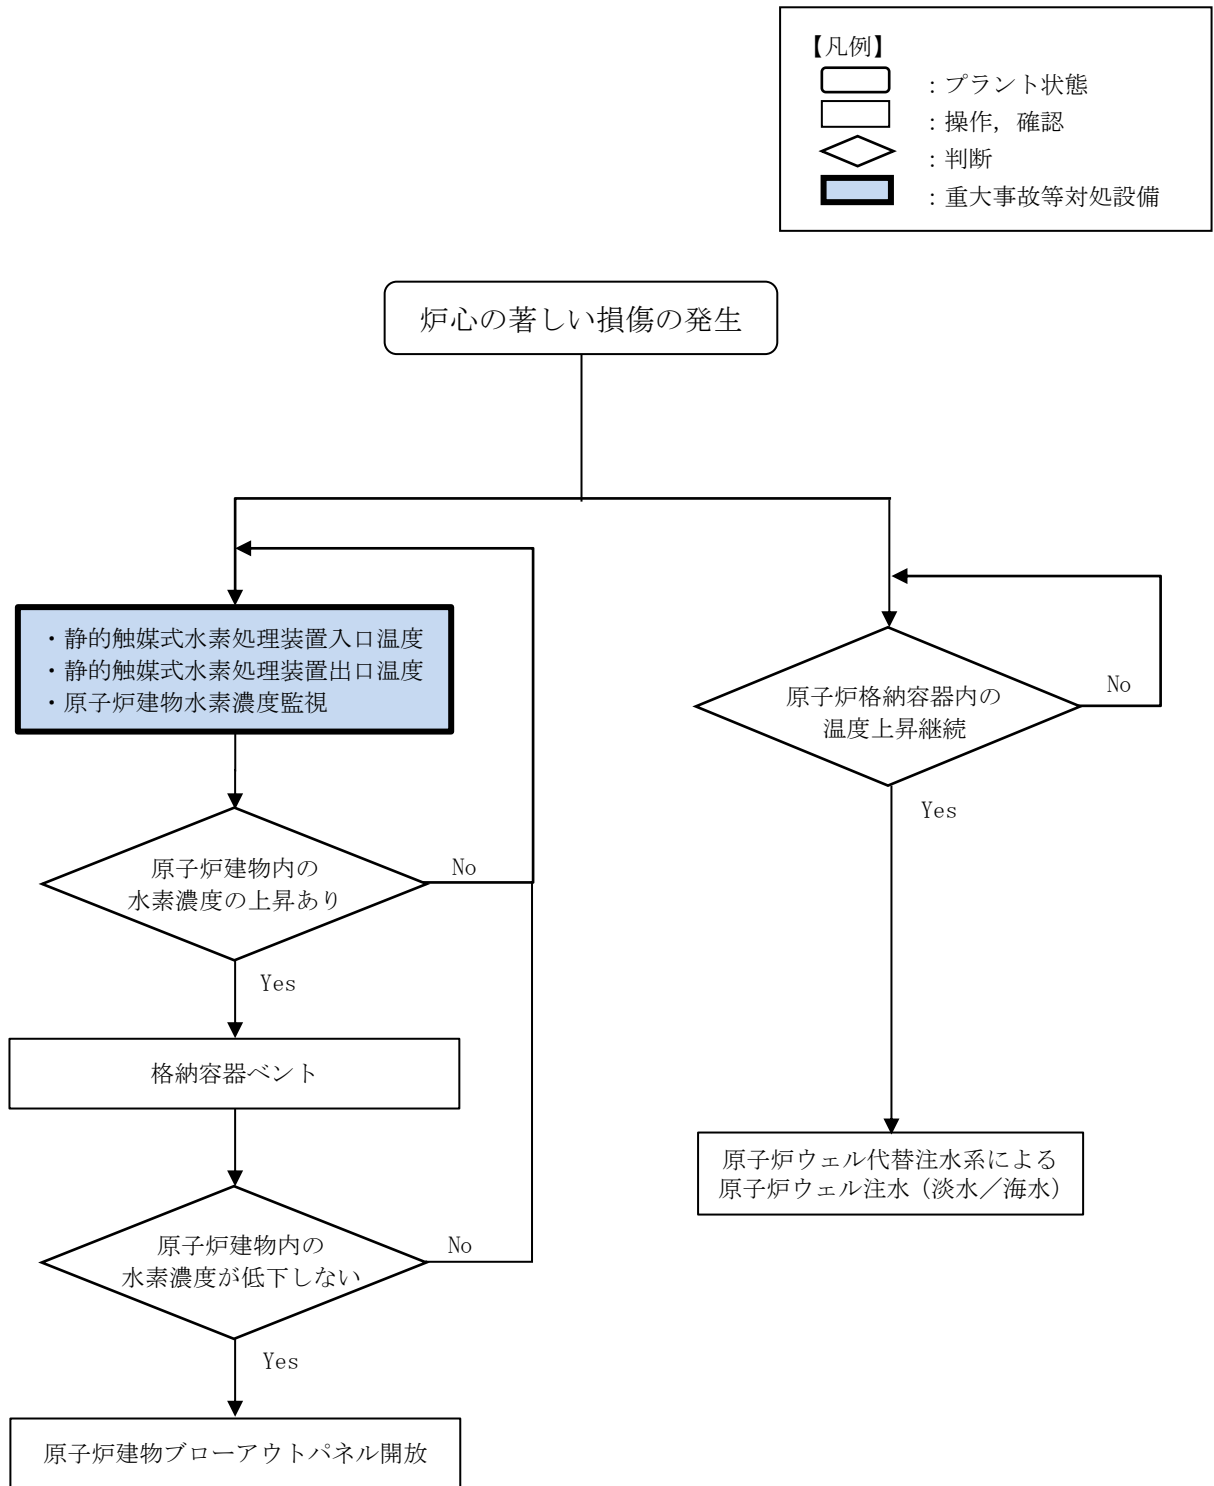 【凡例】
：プラント状態
：操作，確認
：判断
：重大事故等対処設備
炉心の著しい損傷の発生
・静的触媒式水素処理装置入口温度
・静的触媒式水素処理装置出口温度
・原子炉建物水素濃度監視
原子炉格納容器内の
温度上昇継続
No
Yes
原子炉建物内の
水素濃度の上昇あり
No
Yes
格納容器ベント
原子炉ウェル代替注水系による
原子炉ウェル注水（淡水／海水）
原子炉建物内の
水素濃度が低下しない
No
Yes
原子炉建物ブローアウトパネル開放